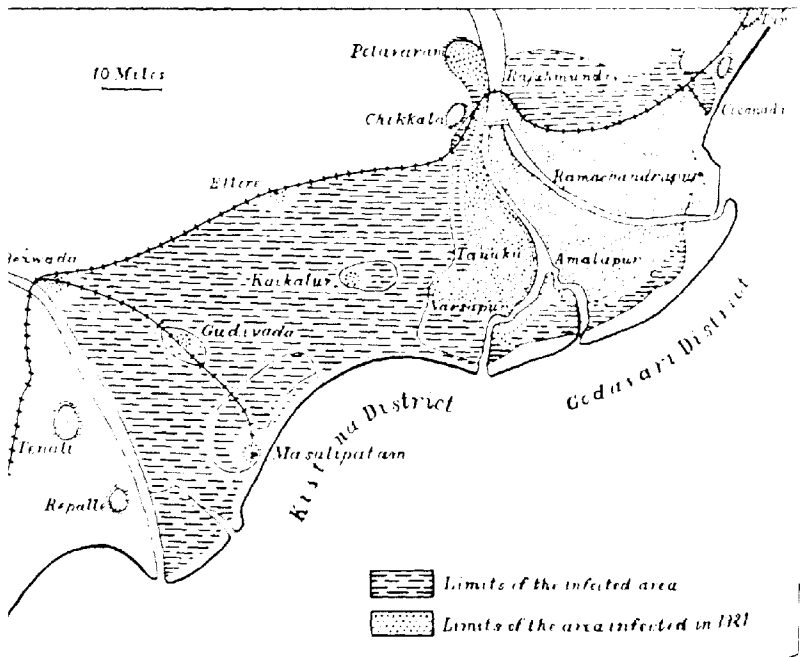 10 Miles
Polavaram
Rajahmundry
Chikkala
Cocanada
Ellore
Ramachandrapur
Bezwada
Tanuku
Amalapur
Kaikalur
Narsapur
Gudivada
Godavari District
Kistna District
Tenali
Masulipatam
Repalle
Limits of the infected area
Limits of the area infected in